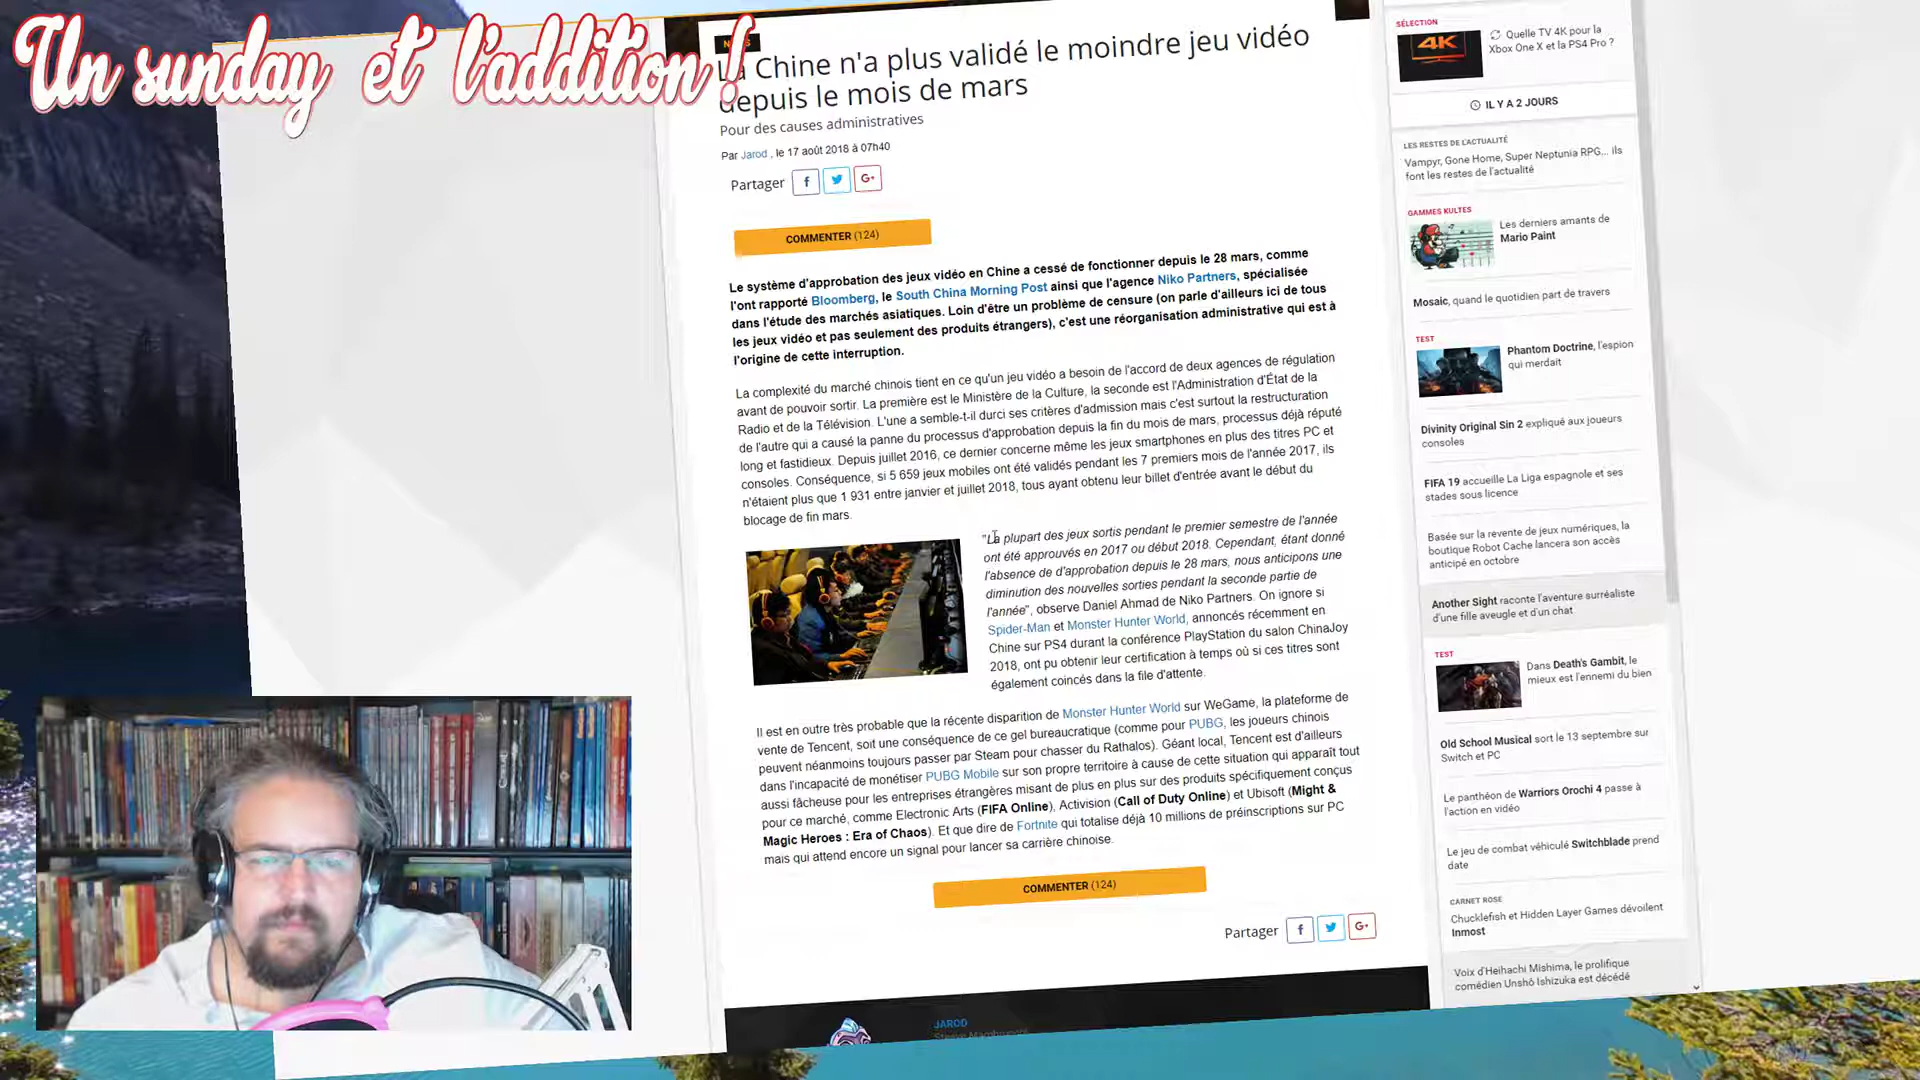 Un sunday et l'addition !
La Chine n'a plus validé le moindre jeu vidéo
depuis le mois de mars
Pour des causes administratives
Par Jarod , le 17 août 2018 à 07h40
Partager
COMMENTER (124)
Le système d'approbation des jeux vidéo en Chine a cessé de fonctionner depuis le 28 mars, comme
l'ont rapporté Bloomberg, le South China Morning Post ainsi que l'agence Niko Partners, spécialisée
dans l'étude des marchés asiatiques. Loin d'être un problème de censure (on parle d'ailleurs ici de tous
les jeux vidéo et pas seulement des produits étrangers), c'est une réorganisation administrative qui est à
l'origine de cette interruption.
La complexité du marché chinois tient en ce qu'un jeu vidéo a besoin de l'accord de deux agences de régulation
avant de pouvoir sortir. La première est le Ministère de la Culture, la seconde est l'Administration d'État de la
Radio et de la Télévision. L'une a semble-t-il durci ses critères d'admission mais c'est surtout la restructuration
de l'autre qui a causé la panne du processus d'approbation depuis la fin du mois de mars, processus déjà réputé
long et fastidieux. Depuis juillet 2016, ce dernier concerne même les jeux smartphones en plus des titres PC et
consoles. Conséquence, si 5 659 jeux mobiles ont été validés pendant les 7 premiers mois de l'année 2017, ils
n'étaient plus que 1 931 entre janvier et juillet 2018, tous ayant obtenu leur billet d'entrée avant le début du
blocage de fin mars.
"La plupart des jeux sortis pendant le premier semestre de l'année
ont été approuvés en 2017 ou début 2018. Cependant, étant donné
l'absence de d'approbation depuis le 28 mars, nous anticipons une
diminution des nouvelles sorties pendant la seconde partie de
l'année", observe Daniel Ahmad de Niko Partners. On ignore si
Spider-Man et Monster Hunter World, annoncés récemment en
Chine sur PS4 durant la conférence PlayStation du salon ChinaJoy
2018, ont pu obtenir leur certification à temps où si ces titres sont
également coincés dans la file d'attente.
Il est en outre très probable que la récente disparition de Monster Hunter World sur WeGame, la plateforme de
vente de Tencent, soit une conséquence de ce gel bureaucratique (comme pour PUBG, les joueurs chinois
peuvent néanmoins toujours passer par Steam pour chasser du Rathalos). Géant local, Tencent est d'ailleurs
dans l'incapacité de monétiser PUBG Mobile sur son propre territoire à cause de cette situation qui apparaît tout
aussi fâcheuse pour les entreprises étrangères misant de plus en plus sur des produits spécifiquement conçus
pour ce marché, comme Electronic Arts (FIFA Online), Activision (Call of Duty Online) et Ubisoft (Might &
Magic Heroes : Era of Chaos). Et que dire de Fortnite qui totalise déjà 10 millions de préinscriptions sur PC
mais qui attend encore un signal pour lancer sa carrière chinoise.
COMMENTER (124)
Partager
JAROD
SÉLECTION
4K
Quelle TV 4K pour la
Xbox One X et la PS4 Pro ?
IL Y A 2 JOURS
LES RESTES DE L'ACTUALITÉ
Vampyr, Gone Home, Super Neptunia RPG... ils
font les restes de l'actualité
GAMMES KULTES
Les derniers amants de
Mario Paint
Mosaic, quand le quotidien part de travers
TEST
Phantom Doctrine, l'espion
qui merdait
Divinity Original Sin 2 expliqué aux joueurs
consoles
FIFA 19 accueille La Liga espagnole et ses
stades sous licence
Basée sur la revente de jeux numériques, la
boutique Robot Cache lancera son accès
anticipé en octobre
Another Sight raconte l'aventure surréaliste
d'une fille aveugle et d'un chat
TEST
Dans Death's Gambit, le
mieux est l'ennemi du bien
Old School Musical sort le 13 septembre sur
Switch et PC
Le panthéon de Warriors Orochi 4 passe à
l'action en vidéo
Le jeu de combat véhiculé Switchblade prend
date
CARNET ROSE
Chucklefish et Hidden Layer Games dévoilent
Inmost
Voix d'Heihachi Mishima, le prolifique
comédien Unshô Ishizuka est décédé